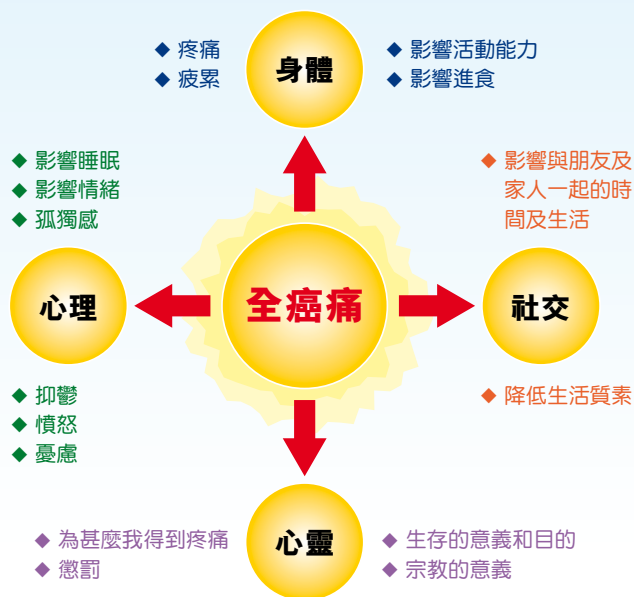 ◆ 疼痛
◆ 疲累
身體
◆ 影響活動能力
◆ 影響進食
◆ 影響睡眠
◆ 影響情緒
◆ 孤獨感
◆ 影響與朋友及
家人一起的時
間及生活
心理
全癌痛
社交
◆ 抑鬱
◆ 憤怒
◆ 憂慮
◆ 降低生活質素
◆ 為甚麼我得到疼痛
◆ 懲罰
心靈
◆ 生存的意義和目的
◆ 宗教的意義